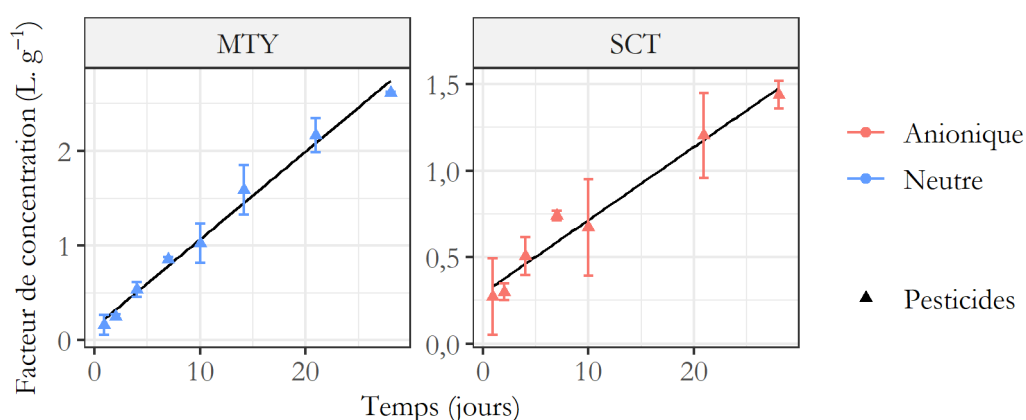 MTY
SCT
Facteur de concentration (L. g⁻¹)
2
1
0
1,5
1,0
0,5
0,0
0 10 20
0 10 20
Temps (jours)
Anionique
Neutre
Pesticides